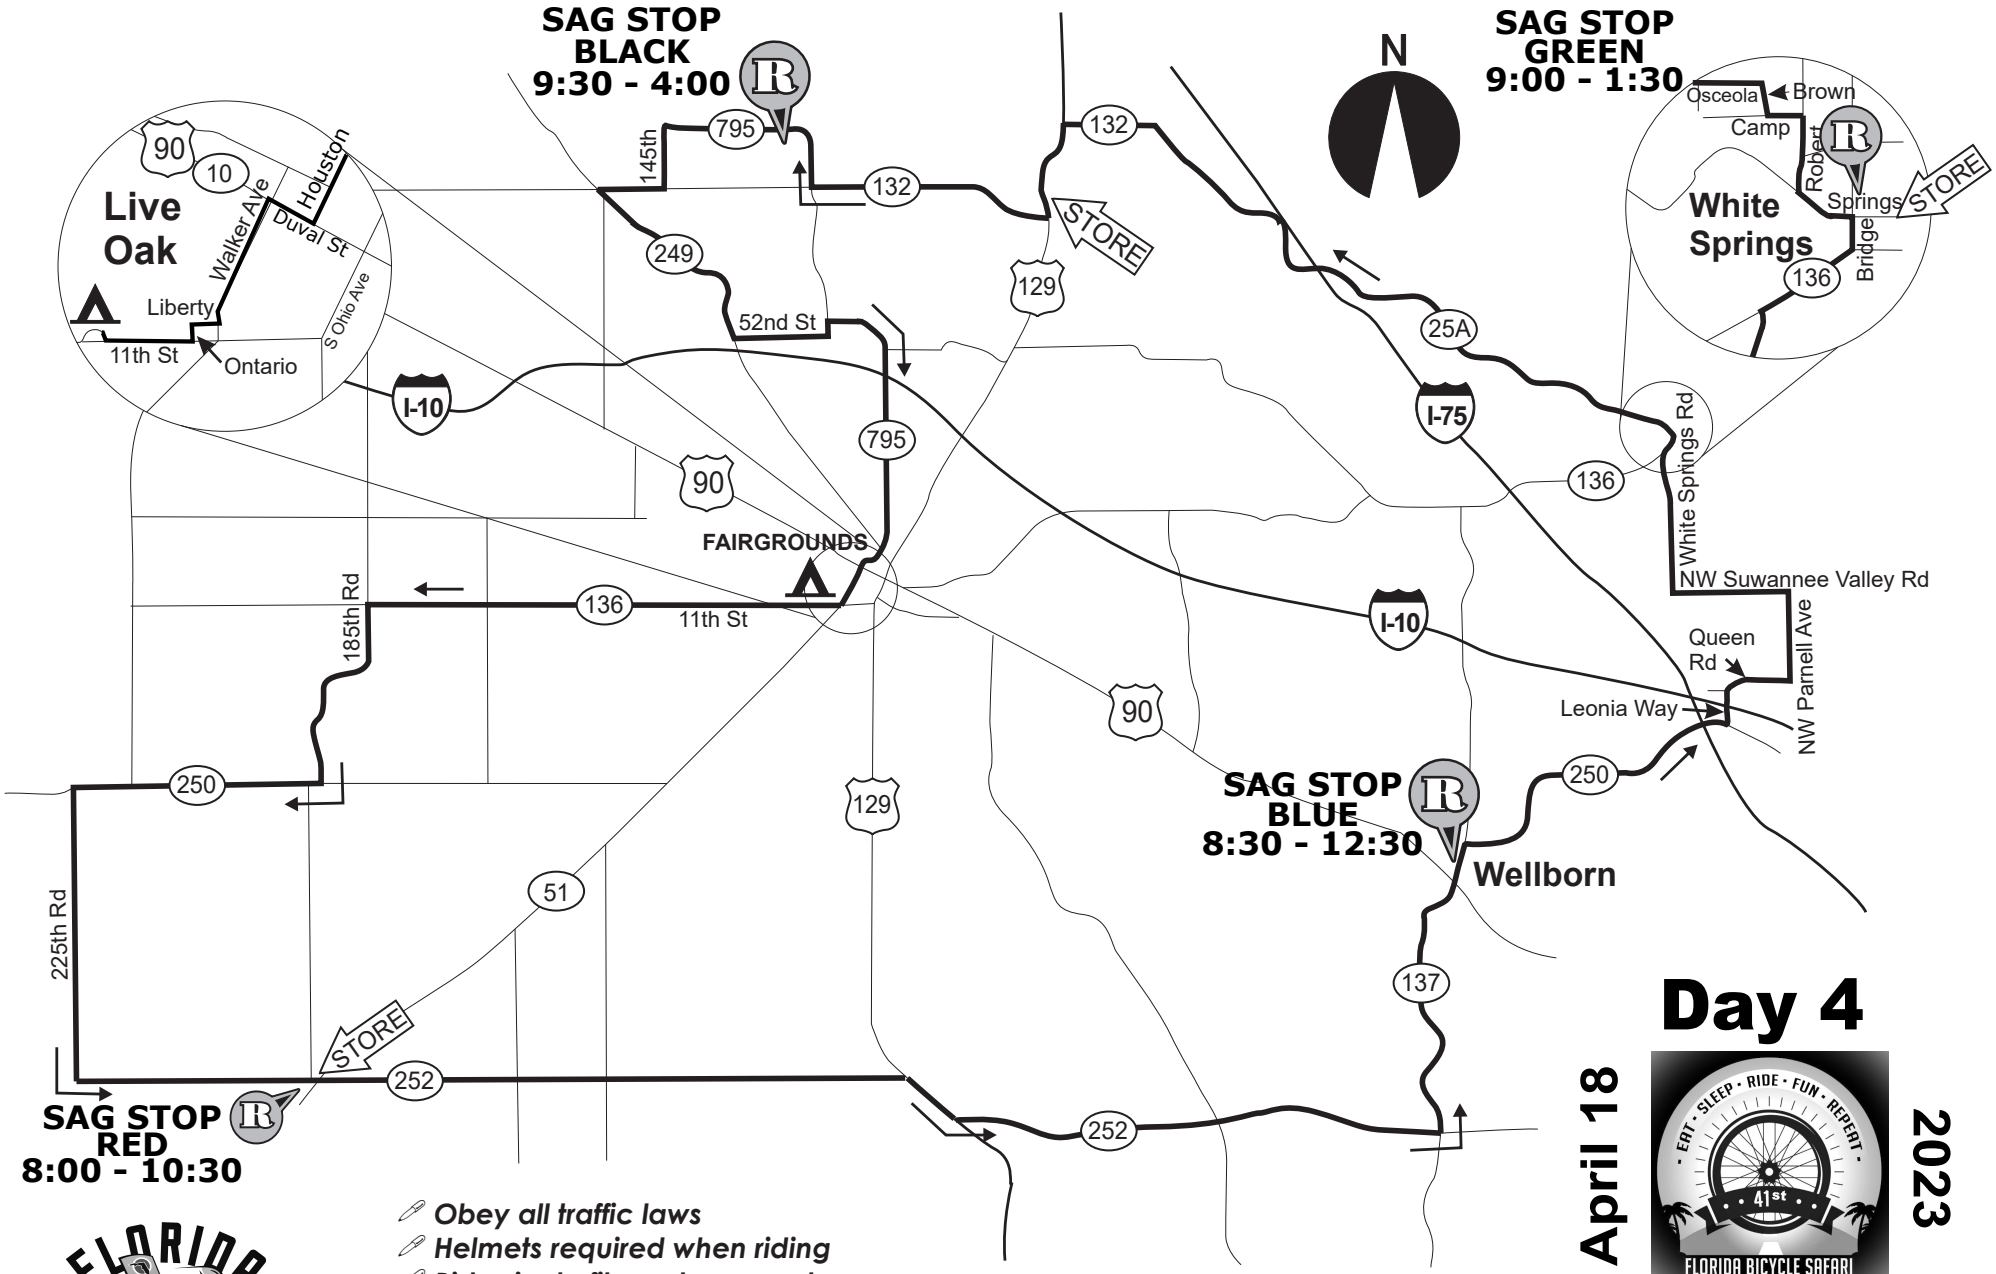 SAG STOP
BLACK
9:30 - 4:00
R
SAG STOP
GREEN
9:00 - 1:30
N
Osceola
Brown
Camp
Robert
R
STORE
Springs
White
Springs
Bridge
136
90
10
Houston
Live
Oak
Walker Ave
Duval St
Liberty
S Ohio Ave
11th St
Ontario
145th
795
132
132
STORE
249
129
52nd St
25A
I-10
I-75
795
90
136
White Springs Rd
FAIRGROUNDS
NW Suwannee Valley Rd
185th Rd
136
11th St
I-10
Queen
Rd
NW Parnell Ave
Leonia Way
90
250
129
SAG STOP
BLUE
8:30 - 12:30
R
250
Wellborn
51
225th Rd
137
STORE
252
252
SAG STOP
RED
8:00 - 10:30
R
Day 4
April 18
2023
• EAT • SLEEP • RIDE • FUN • REPEAT •
• 41st •
FLORIDA BICYCLE SAFARI
FLORIDA
Obey all traffic laws
Helmets required when riding